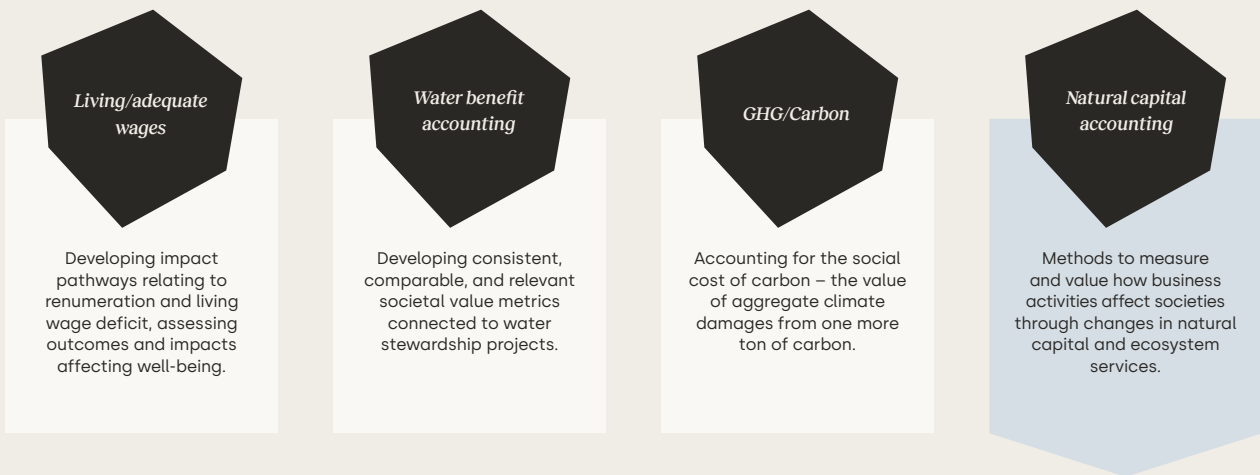 Living/adequate
wages
Developing impact
pathways relating to
renumeration and living
wage deficit, assessing
outcomes and impacts
affecting well-being.
Water benefit
accounting
Developing consistent,
comparable, and relevant
societal value metrics
connected to water
stewardship projects.
GHG/Carbon
Accounting for the social
cost of carbon – the value
of aggregate climate
damages from one more
ton of carbon.
Natural capital
accounting
Methods to measure
and value how business
activities affect societies
through changes in natural
capital and ecosystem
services.